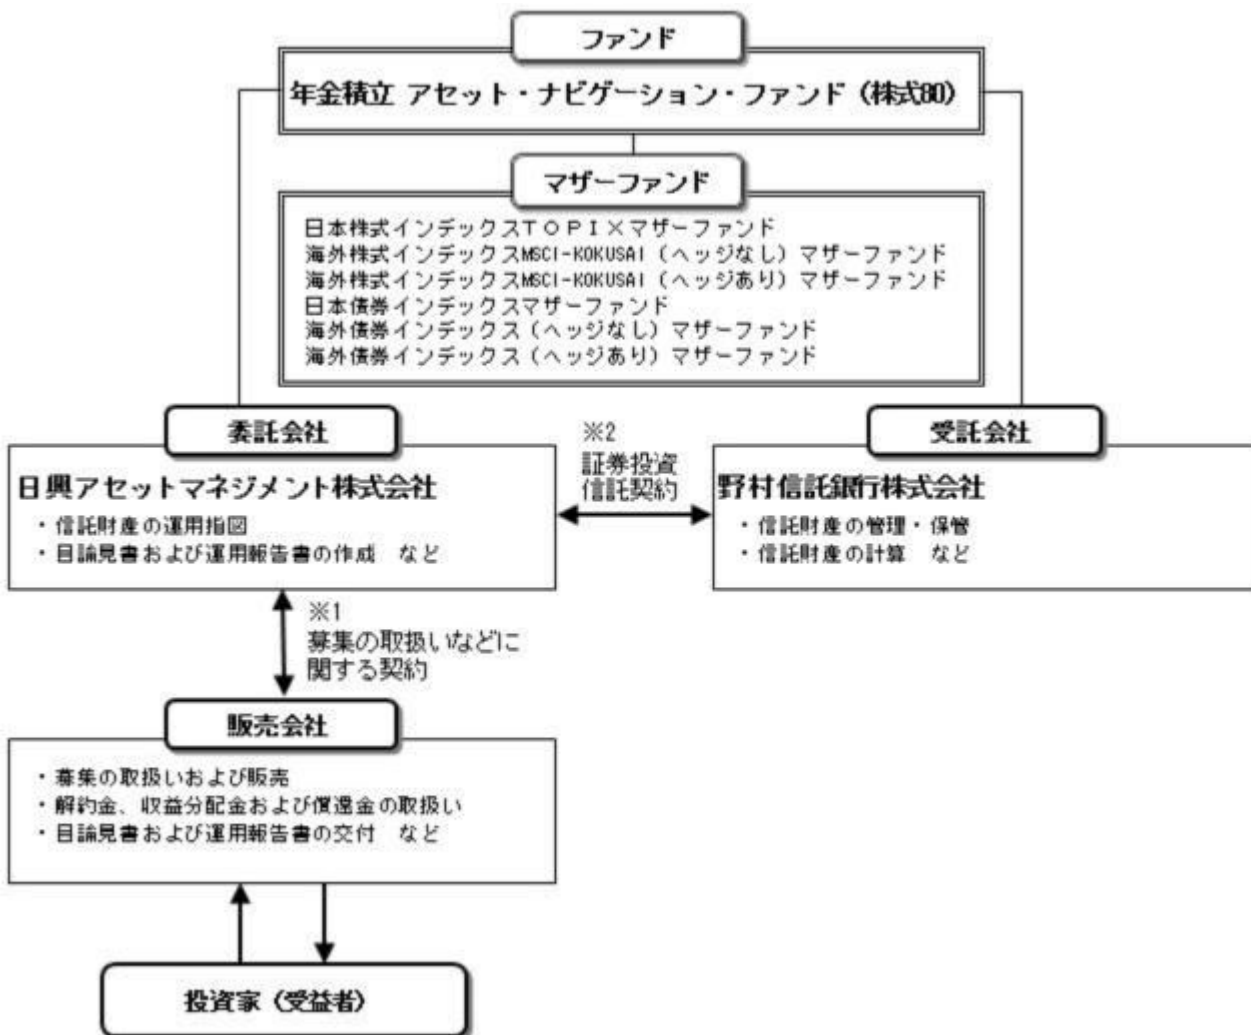 ファンド
年金積立 アセット・ナビゲーション・ファンド（株式80）
マザーファンド
日本株式インデックスTOPIXマザーファンド
海外株式インデックスMSCI-KOKUSAI（ヘッジなし）マザーファンド
海外株式インデックスMSCI-KOKUSAI（ヘッジあり）マザーファンド
日本債券インデックスマザーファンド
海外債券インデックス（ヘッジなし）マザーファンド
海外債券インデックス（ヘッジあり）マザーファンド
委託会社
日興アセットマネジメント株式会社
・信託財産の運用指図
・目論見書および運用報告書の作成 など
※2
証券投資
信託契約
受託会社
野村信託銀行株式会社
・信託財産の管理・保管
・信託財産の計算 など
※1
募集の取扱いなどに
関する契約
販売会社
・募集の取扱いおよび販売
・解約金、収益分配金および償還金の取扱い
・目論見書および運用報告書の交付 など
投資家（受益者）